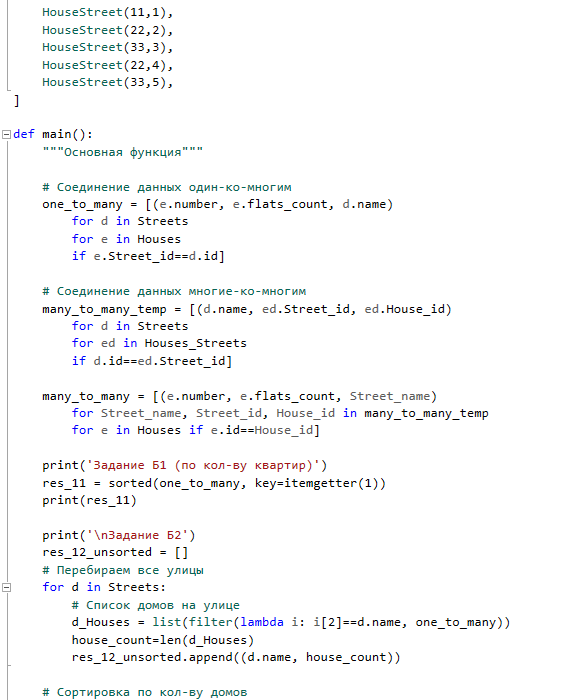 HouseStreet(11,1),
    HouseStreet(22,2),
    HouseStreet(33,3),
    HouseStreet(22,4),
    HouseStreet(33,5),
]
def main():
    """Основная функция"""
    # Соединение данных один-ко-многим
    one_to_many = [(e.number, e.flats_count, d.name)
        for d in Streets
        for e in Houses
        if e.Street_id==d.id]
    # Соединение данных многие-ко-многим
    many_to_many_temp = [(d.name, ed.Street_id, ed.House_id)
        for d in Streets
        for ed in Houses_Streets
        if d.id==ed.Street_id]
    many_to_many = [(e.number, e.flats_count, Street_name)
        for Street_name, Street_id, House_id in many_to_many_temp
        for e in Houses if e.id==House_id]
    print('Задание Б1 (по кол-ву квартир)')
    res_11 = sorted(one_to_many, key=itemgetter(1))
    print(res_11)
    print('\nЗадание Б2')
    res_12_unsorted = []
    # Перебираем все улицы
    for d in Streets:
        # Список домов на улице
        d_Houses = list(filter(lambda i: i[2]==d.name, one_to_many))
        house_count=len(d_Houses)
        res_12_unsorted.append((d.name, house_count))
    # Сортировка по кол-ву домов